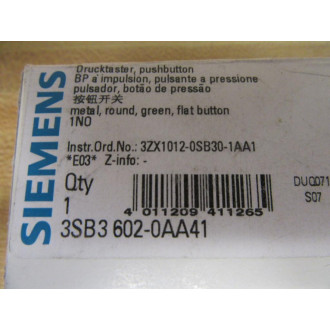 SIEMENS
Drucktaster, pushbutton
BP a impulsion, pulsante a pressione
pulsador, botão de pressão
按钮开关
metal, round, green, flat button
1NO
Instr.Ord.No.: 3ZX1012-0SB30-1AA1
*E03* Z-info: -
Qty
1
4 011209 411265
DUQ071
S07
3SB3 602-0AA41